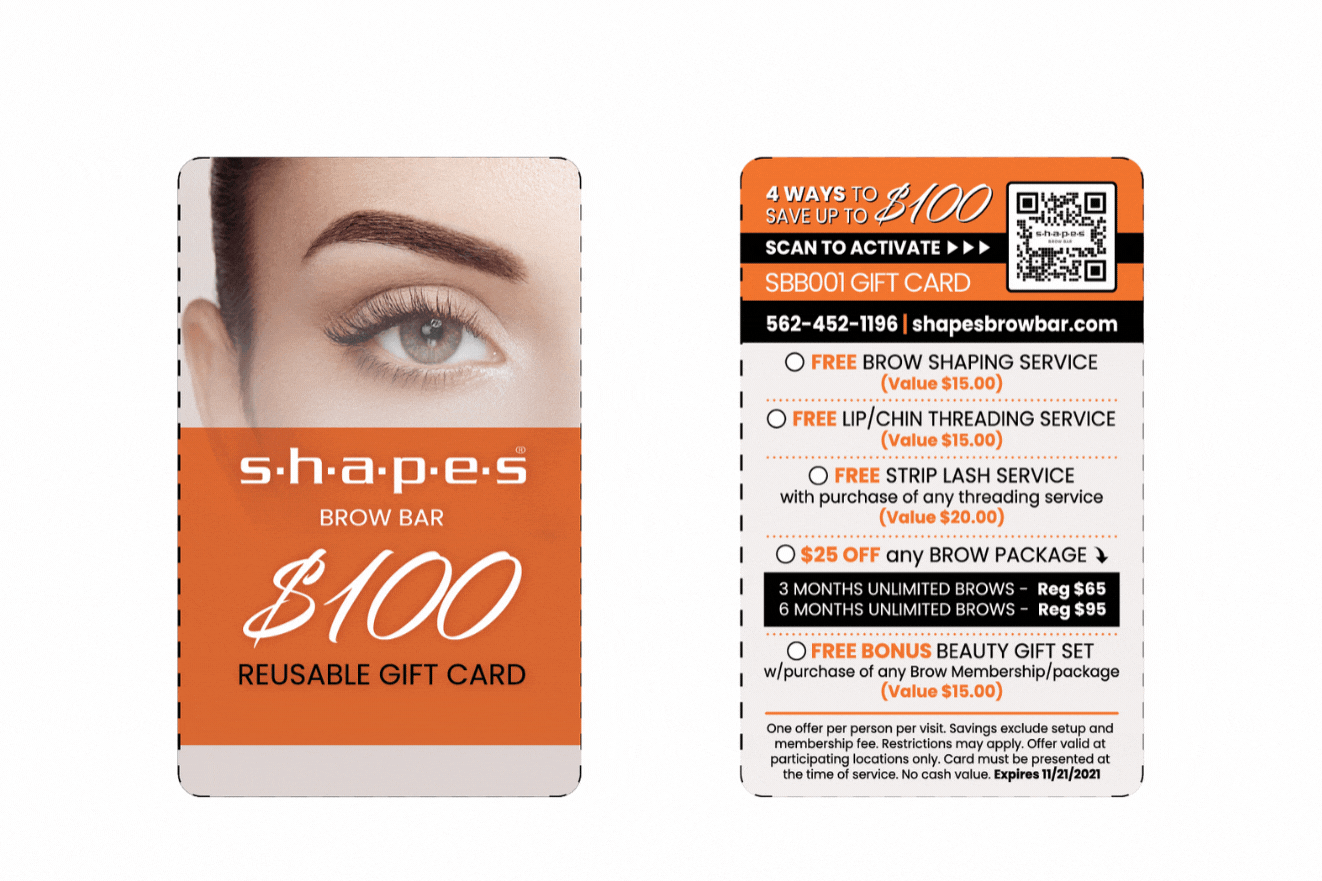 s·h·a·p·e·s®
BROW BAR
$100
REUSABLE GIFT CARD
4 WAYS TO
SAVE UP TO $100
SCAN TO ACTIVATE
SBB001 GIFT CARD
s·h·a·p·e·s
BROW BAR
562-452-1196 | shapesbrowbar.com
FREE BROW SHAPING SERVICE
(Value $15.00)
FREE LIP/CHIN THREADING SERVICE
(Value $15.00)
FREE STRIP LASH SERVICE
with purchase of any threading service
(Value $20.00)
$25 OFF any BROW PACKAGE
3 MONTHS UNLIMITED BROWS - Reg $65
6 MONTHS UNLIMITED BROWS - Reg $95
FREE BONUS BEAUTY GIFT SET
w/purchase of any Brow Membership/package
(Value $15.00)
One offer per person per visit. Savings exclude setup and
membership fee. Restrictions may apply. Offer valid at
participating locations only. Card must be presented at
the time of service. No cash value. Expires 11/21/2021